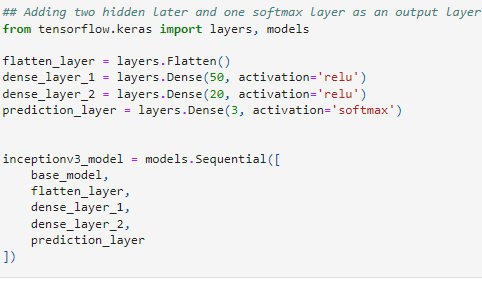 ## Adding two hidden later and one softmax layer as an output layer
from tensorflow.keras import layers, models
flatten_layer = layers.Flatten()
dense_layer_1 = layers.Dense(50, activation='relu')
dense_layer_2 = layers.Dense(20, activation='relu')
prediction_layer = layers.Dense(3, activation='softmax')
inceptionv3_model = models.Sequential([
    base_model,
    flatten_layer,
    dense_layer_1,
    dense_layer_2,
    prediction_layer
])